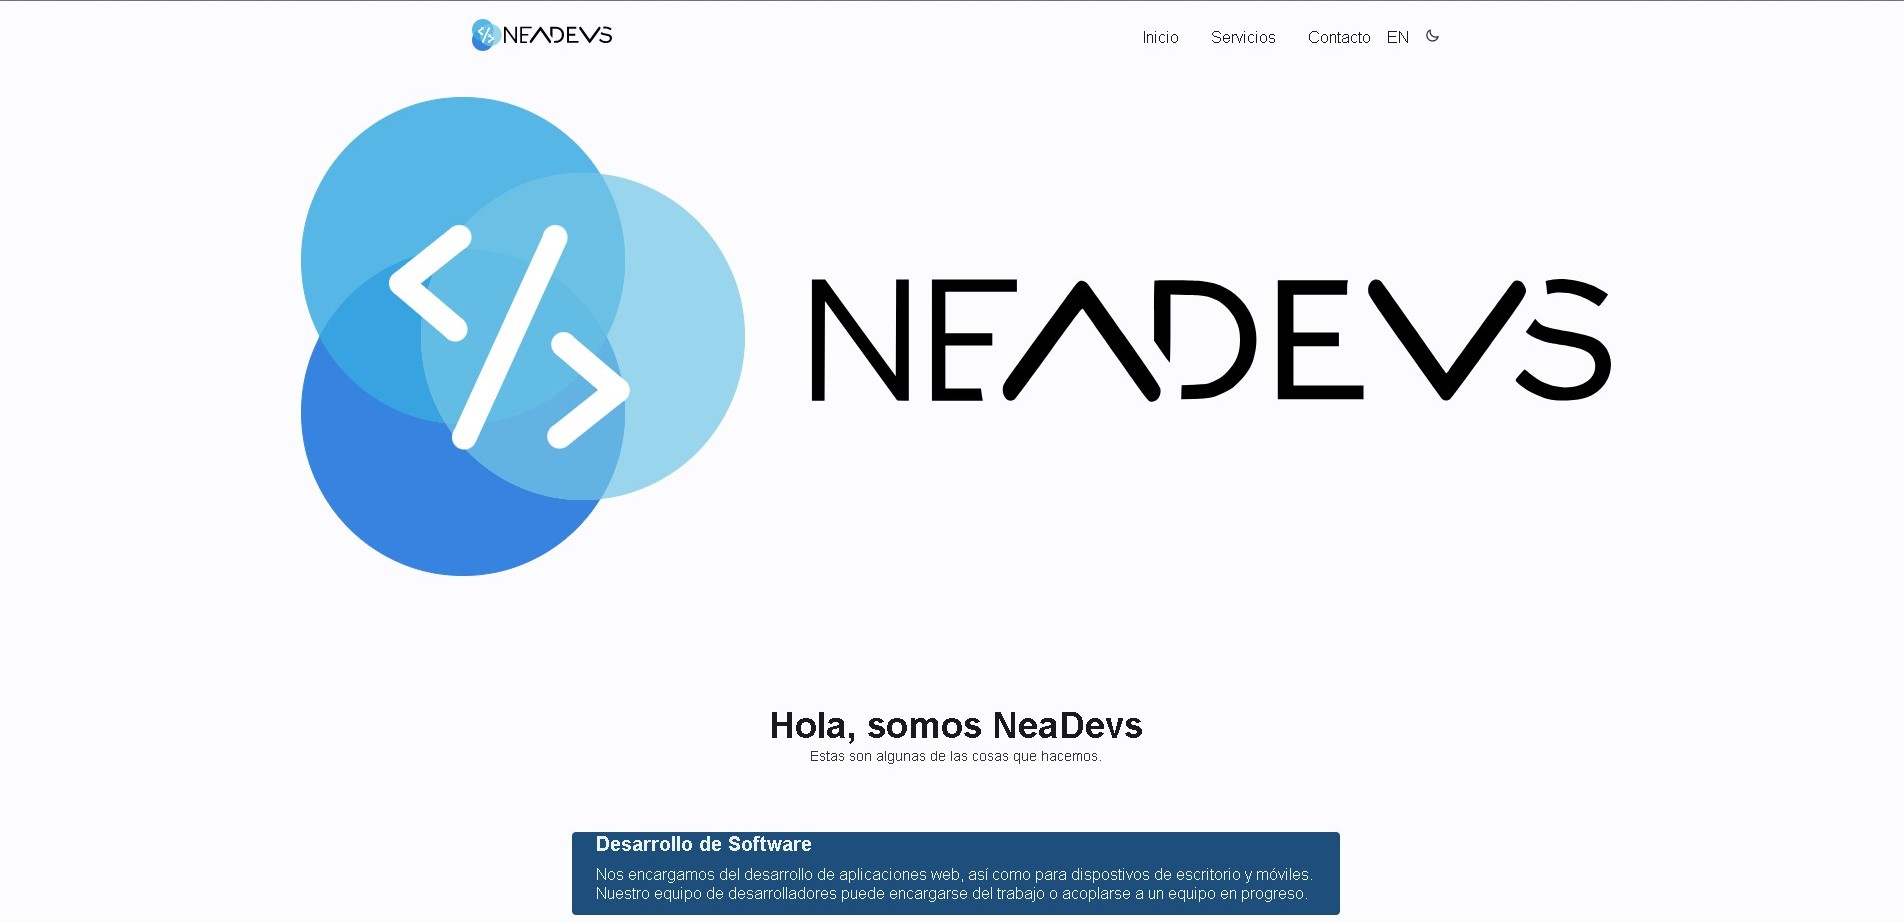 </> NEADEVS
Inicio Servicios Contacto EN
</>
NEADEVS
Hola, somos NeaDevs
Estas son algunas de las cosas que hacemos.
Desarrollo de Software
Nos encargamos del desarrollo de aplicaciones web, así como para dispostivos de escritorio y móviles.
Nuestro equipo de desarrolladores puede encargarse del trabajo o acoplarse a un equipo en progreso.